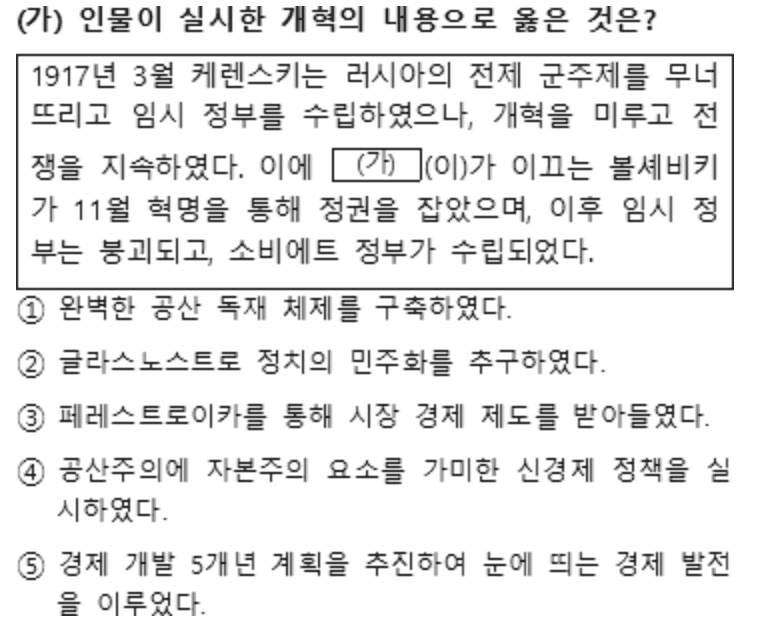 (가) 인물이 실시한 개혁의 내용으로 옳은 것은?
1917년 3월 케렌스키는 러시아의 전제 군주제를 무너
뜨리고 임시 정부를 수립하였으나, 개혁을 미루고 전
쟁을 지속하였다. 이에 (가) (이)가 이끄는 볼셰비키
가 11월 혁명을 통해 정권을 잡았으며, 이후 임시 정
부는 붕괴되고, 소비에트 정부가 수립되었다.
① 완벽한 공산 독재 체제를 구축하였다.
② 글라스노스트로 정치의 민주화를 추구하였다.
③ 페레스트로이카를 통해 시장 경제 제도를 받아들였다.
④ 공산주의에 자본주의 요소를 가미한 신경제 정책을 실
시하였다.
⑤ 경제 개발 5개년 계획을 추진하여 눈에 띄는 경제 발전
을 이루었다.